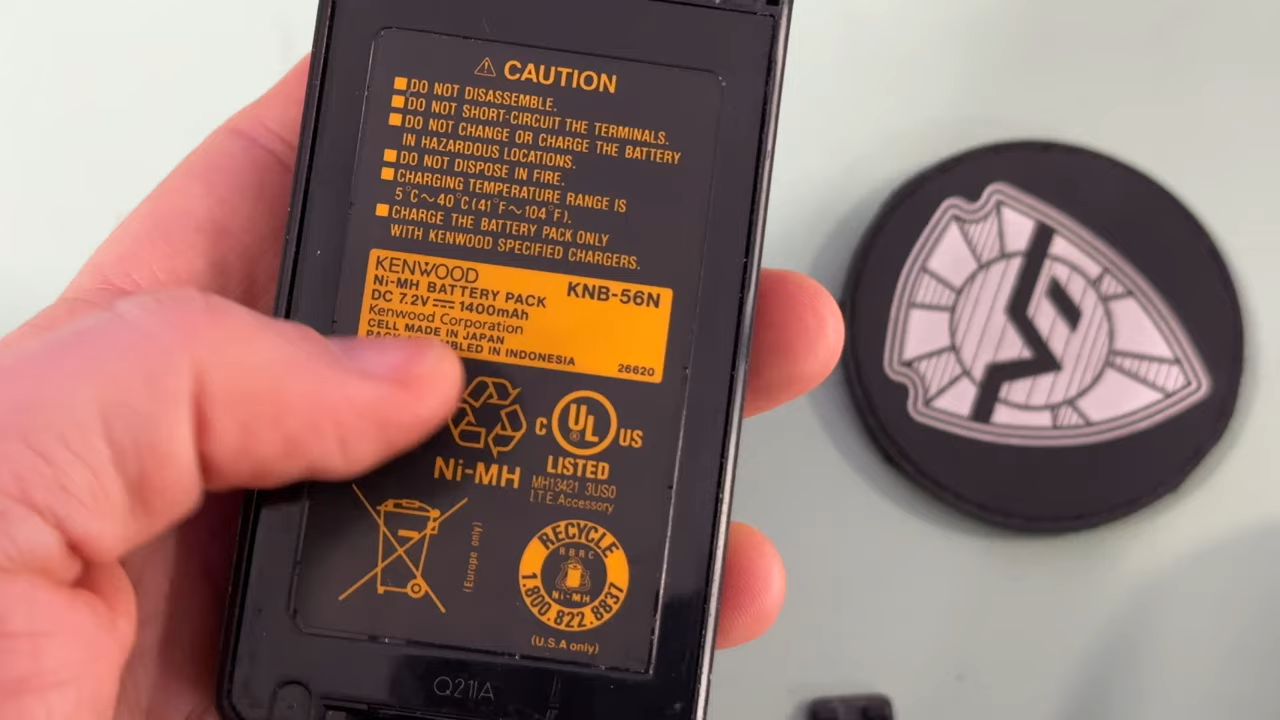 ⚠ CAUTION
■DO NOT DISASSEMBLE.
■DO NOT SHORT-CIRCUIT THE TERMINALS.
■DO NOT CHANGE OR CHARGE THE BATTERY
IN HAZARDOUS LOCATIONS.
■DO NOT DISPOSE IN FIRE.
■CHARGING TEMPERATURE RANGE IS
5°C~40°C(41°F~104°F).
■CHARGE THE BATTERY PACK ONLY
WITH KENWOOD SPECIFIED CHARGERS.
KENWOOD KNB-56N
Ni-MH BATTERY PACK
DC 7.2V 1400mAh
Kenwood Corporation
CELL MADE IN JAPAN
IN INDONESIA
26620
C UL® US
LISTED
MH13421 3US0
I.T.E. Accessory
Ni-MH
(Europe only)
RECYCLE
RBRC
Ni-MH
1.800.822.8837
(U.S.A only)
Q21IA